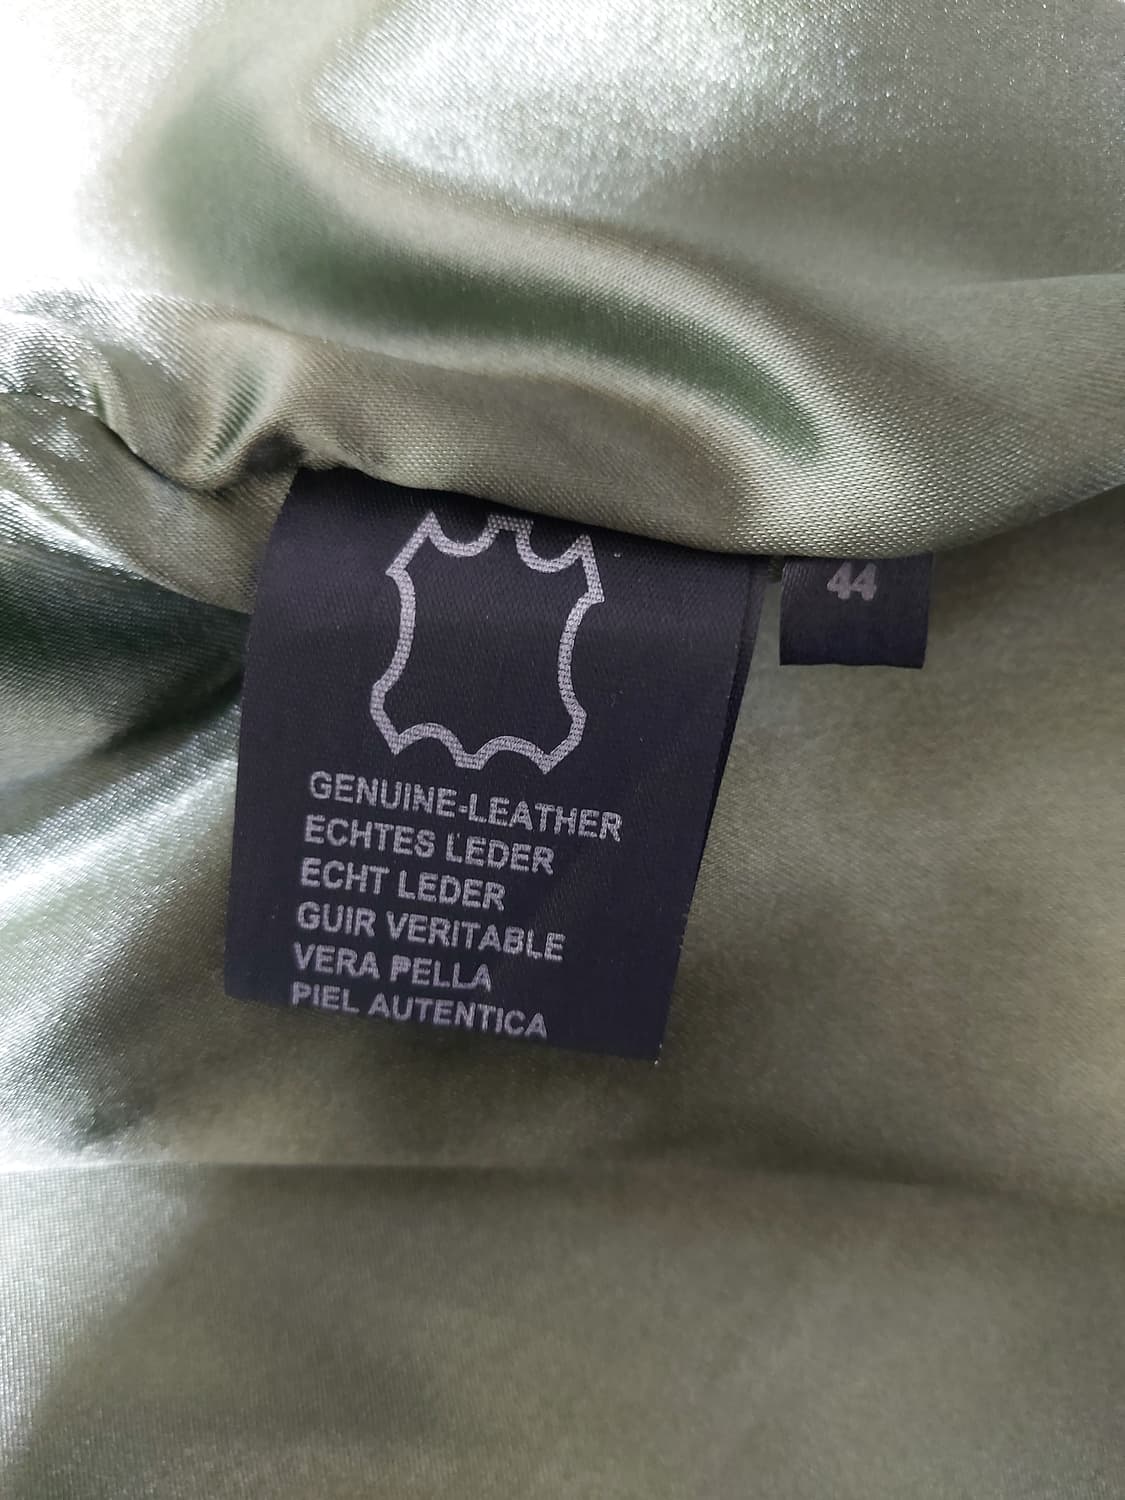 44
GENUINE-LEATHER
ECHTES LEDER
ECHT LEDER
GUIR VERITABLE
VERA PELLA
PIEL AUTENTICA